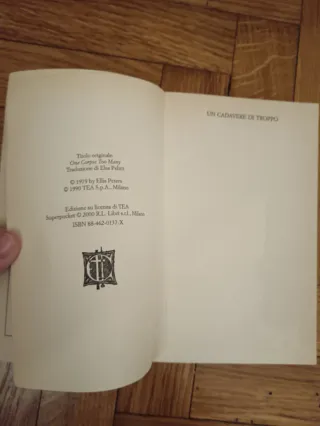 Titolo originale:
One Corpse Too Many
Traduzione di Elsa Pelitti
© 1979 by Ellis Peters
© 1990 TEA S.p.A., Milano
Edizione su licenza di TEA
Superpocket © 2000 R.L. Libri s.r.l., Milano
ISBN 88-462-0151-X
UN CADAVERE DI TROPPO